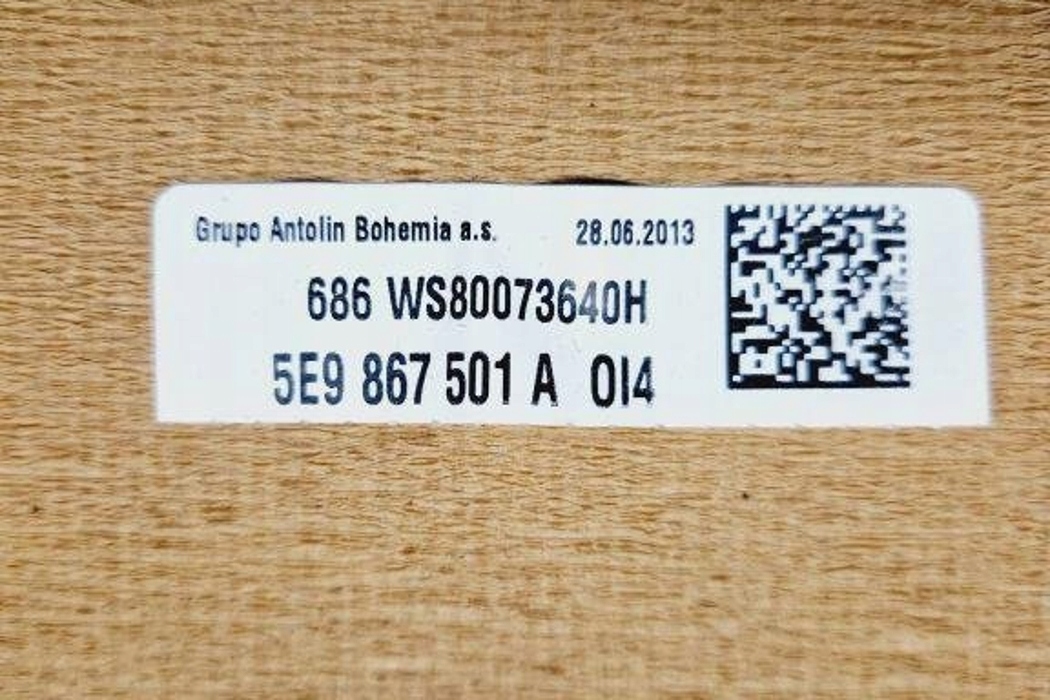 Grupo Antolin Bohemia a.s. 28.06.2013
686 WS80073640H
5E9 867 501 A OI4